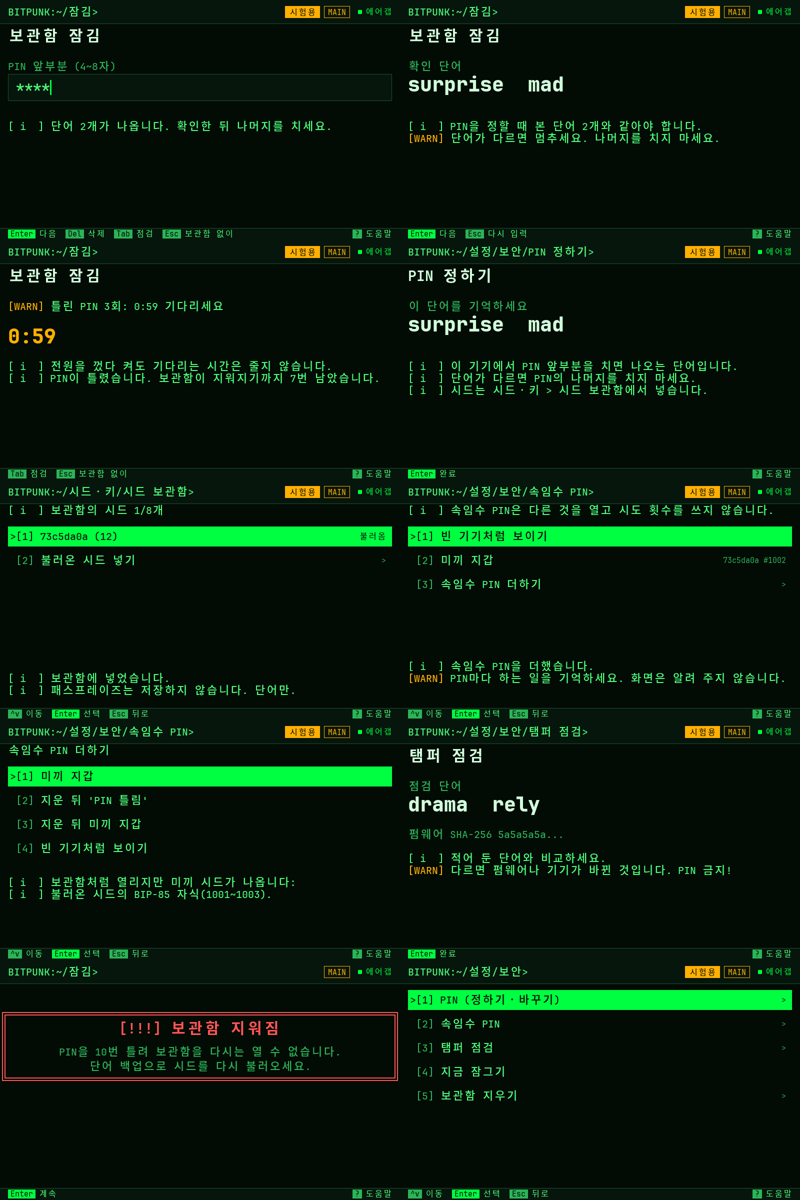 BITPUNK:~/잠김> 시험용 MAIN ■ 에어갭
보관함 잠김
PIN 앞부분 (4~8자)
****
[ i ] 단어 2개가 나옵니다. 확인한 뒤 나머지를 치세요.
Enter 다음 Del 삭제 Tab 점검 Esc 보관함 없이 ? 도움말
BITPUNK:~/잠김> 시험용 MAIN ■ 에어갭
보관함 잠김
확인 단어
surprise mad
[ i ] PIN을 정할 때 본 단어 2개와 같아야 합니다.
[WARN] 단어가 다르면 멈추세요. 나머지를 치지 마세요.
Enter 다음 Esc 다시 입력 ? 도움말
BITPUNK:~/잠김> 시험용 MAIN ■ 에어갭
보관함 잠김
[WARN] 틀린 PIN 3회: 0:59 기다리세요
0:59
[ i ] 전원을 껐다 켜도 기다리는 시간은 줄지 않습니다.
[ i ] PIN이 틀렸습니다. 보관함이 지워지기까지 7번 남았습니다.
Tab 점검 Esc 보관함 없이 ? 도움말
BITPUNK:~/설정/보안/PIN 정하기> 시험용 MAIN ■ 에어갭
PIN 정하기
이 단어를 기억하세요
surprise mad
[ i ] 이 기기에서 PIN 앞부분을 치면 나오는 단어입니다.
[ i ] 단어가 다르면 PIN의 나머지를 치지 마세요.
[ i ] 시드는 시드·키 > 시드 보관함에서 넣습니다.
Enter 완료 ? 도움말
BITPUNK:~/시드·키/시드 보관함> 시험용 MAIN ■ 에어갭
[ i ] 보관함의 시드 1/8개
>[1] 73c5da0a (12) 불러옴
[2] 불러온 시드 넣기 >
[ i ] 보관함에 넣었습니다.
[ i ] 패스프레이즈는 저장하지 않습니다. 단어만.
^v 이동 Enter 선택 Esc 뒤로 ? 도움말
BITPUNK:~/설정/보안/속임수 PIN> 시험용 MAIN ■ 에어갭
[ i ] 속임수 PIN은 다른 것을 열고 시도 횟수를 쓰지 않습니다.
>[1] 빈 기기처럼 보이기
[2] 미끼 지갑 73c5da0a #1002
[3] 속임수 PIN 더하기 >
[ i ] 속임수 PIN을 더했습니다.
[WARN] PIN마다 하는 일을 기억하세요. 화면은 알려 주지 않습니다.
^v 이동 Enter 선택 Esc 뒤로 ? 도움말
BITPUNK:~/설정/보안/속임수 PIN> 시험용 MAIN ■ 에어갭
속임수 PIN 더하기
>[1] 미끼 지갑
[2] 지운 뒤 'PIN 틀림'
[3] 지운 뒤 미끼 지갑
[4] 빈 기기처럼 보이기
[ i ] 보관함처럼 열리지만 미끼 시드가 나옵니다:
[ i ] 불러온 시드의 BIP-85 자식(1001~1003).
^v 이동 Enter 선택 Esc 뒤로 ? 도움말
BITPUNK:~/설정/보안/탬퍼 점검> 시험용 MAIN ■ 에어갭
탬퍼 점검
점검 단어
drama rely
펌웨어 SHA-256 5a5a5a5a...
[ i ] 적어 둔 단어와 비교하세요.
[WARN] 다르면 펌웨어나 기기가 바뀐 것입니다. PIN 금지!
Enter 완료 ? 도움말
BITPUNK:~/잠김> MAIN ■ 에어갭
[!!!] 보관함 지워짐
PIN을 10번 틀려 보관함을 다시는 열 수 없습니다.
단어 백업으로 시드를 다시 불러오세요.
Enter 계속 ? 도움말
BITPUNK:~/설정/보안> 시험용 MAIN ■ 에어갭
>[1] PIN (정하기·바꾸기) >
[2] 속임수 PIN >
[3] 탬퍼 점검 >
[4] 지금 잠그기
[5] 보관함 지우기 >
^v 이동 Enter 선택 Esc 뒤로 ? 도움말